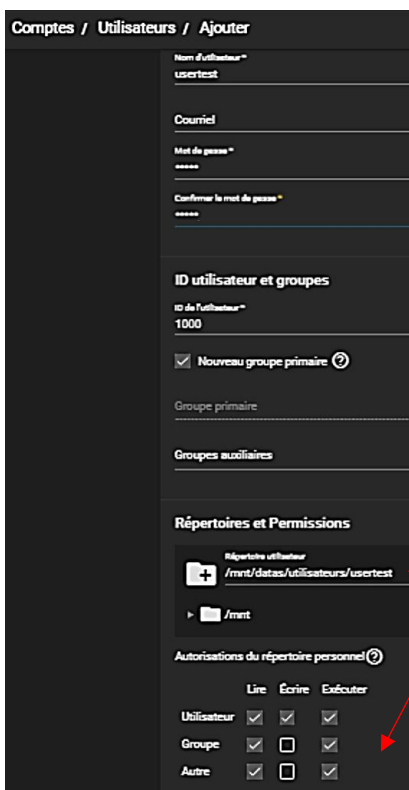 Comptes / Utilisateurs / Ajouter
Nom d'utilisateur *
usertest
Courriel
Mot de passe *
•••••
Confirmer le mot de passe *
•••••
ID utilisateur et groupes
ID de l'utilisateur *
1000
Nouveau groupe primaire
Groupe primaire
Groupes auxiliaires
Répertoires et Permissions
Répertoire utilisateur
/mnt/datas/utilisateurs/usertest
/mnt
Autorisations du répertoire personnel
Lire Écrire Exécuter
Utilisateur
Groupe
Autre